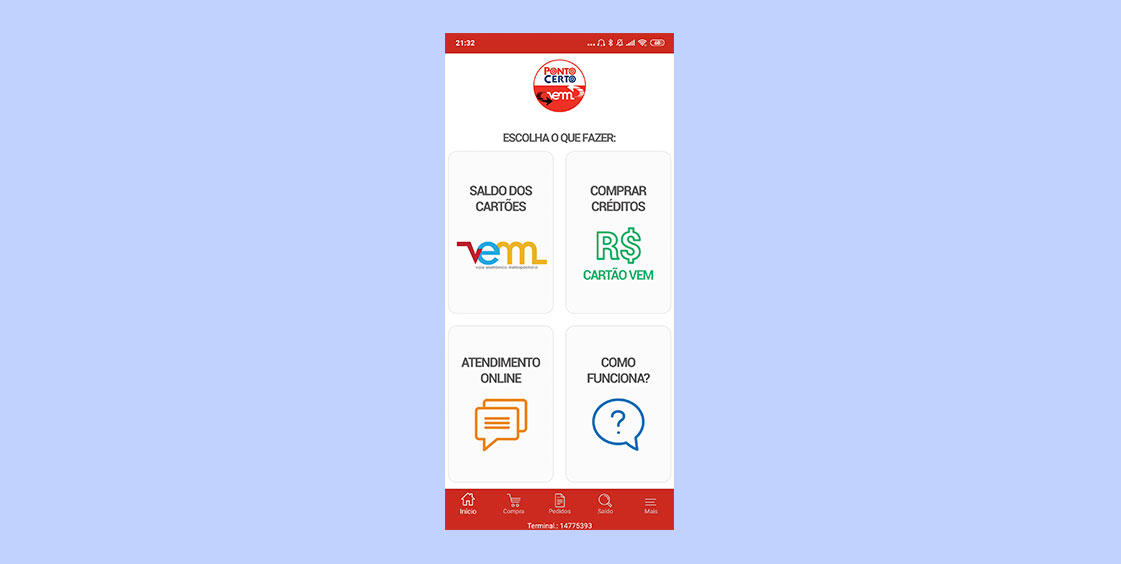 21:32
68
PONTO
CERTO
vem
ESCOLHA O QUE FAZER:
SALDO DOS
CARTÕES
vem
vale eletrônico metropolitano
COMPRAR
CRÉDITOS
R$
CARTÃO VEM
ATENDIMENTO
ONLINE
COMO
FUNCIONA?
?
Início
Compra
Pedidos
Saldo
Mais
Terminal.: 14775393